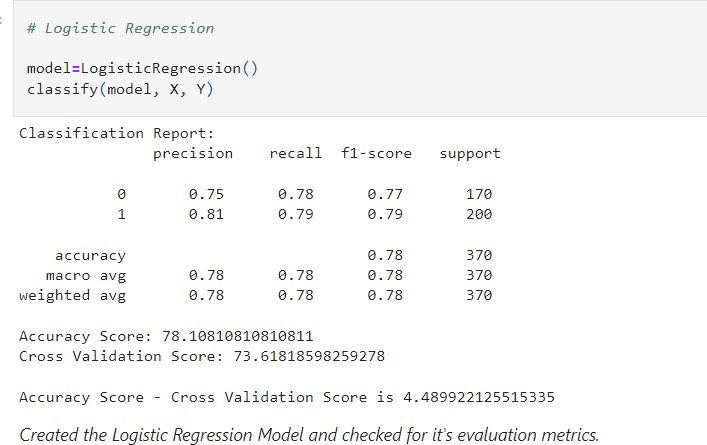 # Logistic Regression
model=LogisticRegression()
classify(model, X, Y)
Classification Report:
precision recall f1-score support
0 0.75 0.78 0.77 170
1 0.81 0.79 0.79 200
accuracy 0.78 370
macro avg 0.78 0.78 0.78 370
weighted avg 0.78 0.78 0.78 370
Accuracy Score: 78.10810810810811
Cross Validation Score: 73.61818598259278
Accuracy Score - Cross Validation Score is 4.489922125515335
Created the Logistic Regression Model and checked for it's evaluation metrics.